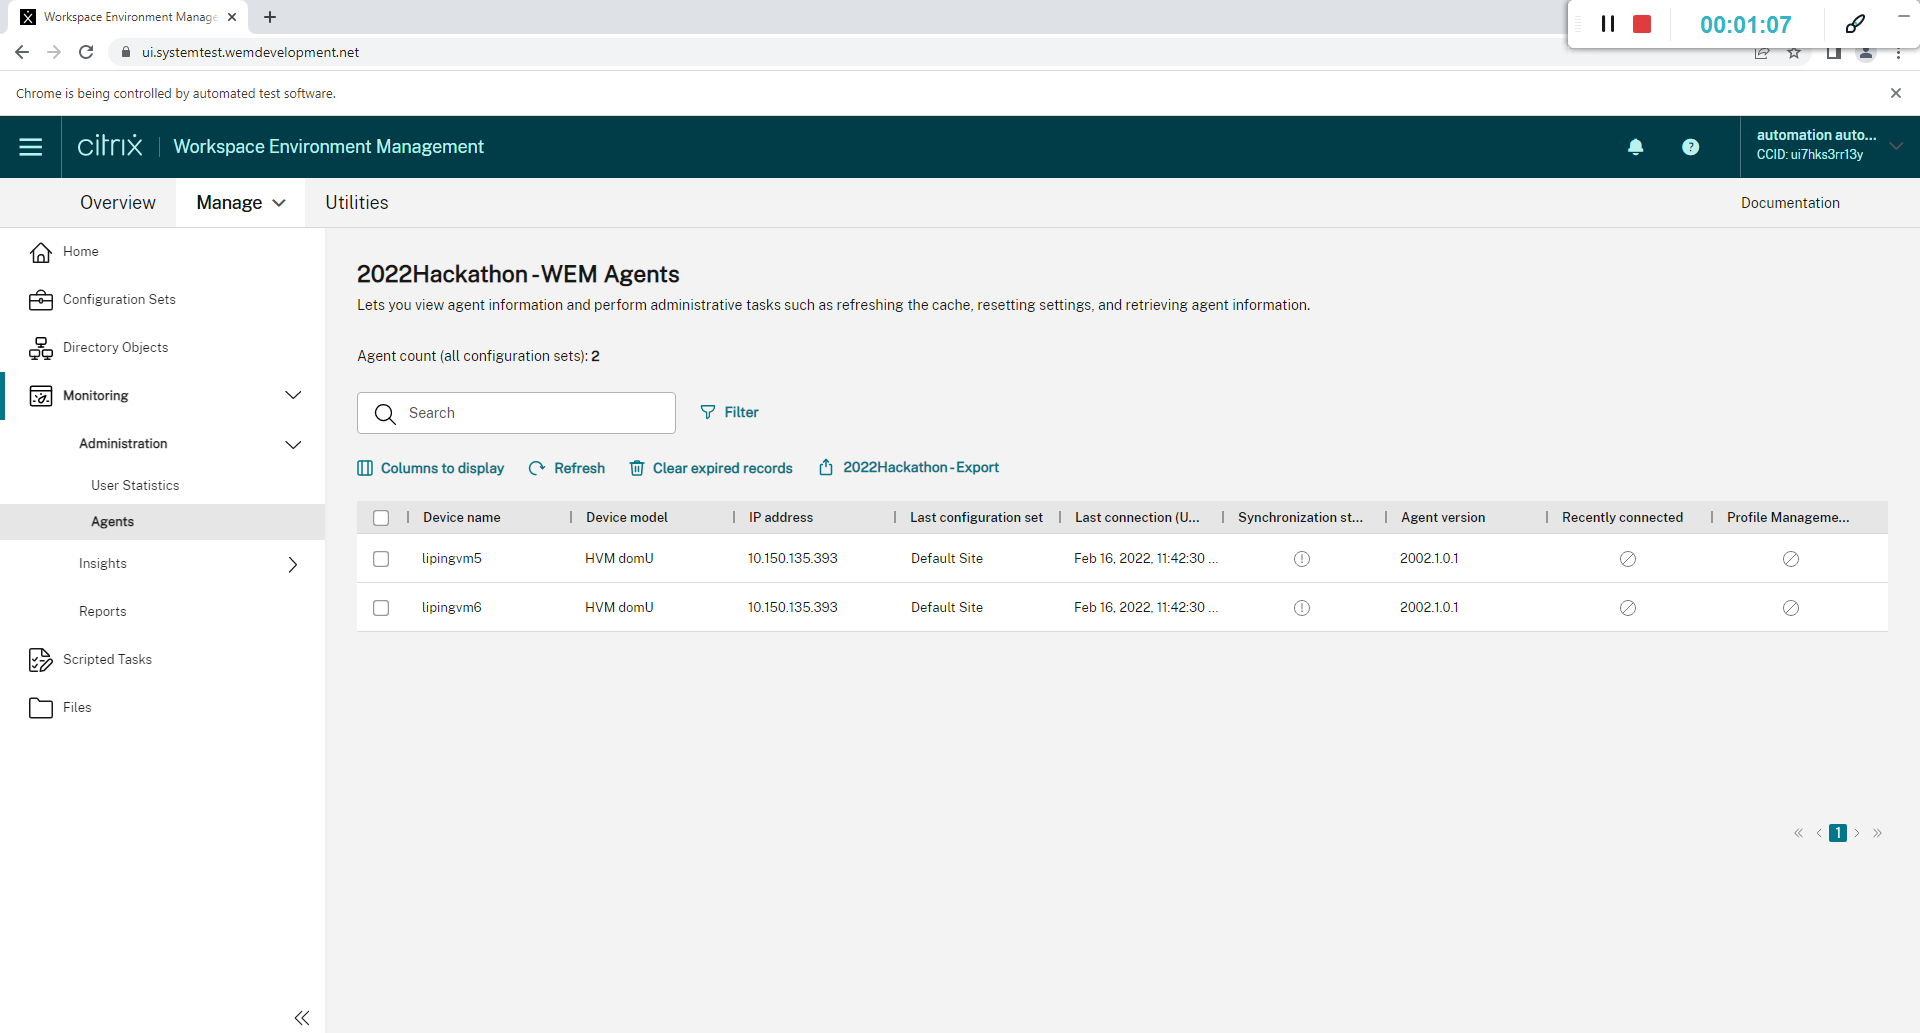 Workspace Environment Manage
00:01:07
ui.systemtest.wemdevelopment.net
Chrome is being controlled by automated test software.
citrix
Workspace Environment Management
?
automation auto...
CCID: ui7hks3rr13y
Overview
Manage
Utilities
Documentation
Home
Configuration Sets
Directory Objects
Monitoring
Administration
User Statistics
Agents
Insights
Reports
Scripted Tasks
Files
2022Hackathon - WEM Agents
Lets you view agent information and perform administrative tasks such as refreshing the cache, resetting settings, and retrieving agent information.
Agent count (all configuration sets): 2
Search
Filter
Columns to display
Refresh
Clear expired records
2022Hackathon - Export
Device name | Device model | IP address | Last configuration set | Last connection (U... | Synchronization st... | Agent version | Recently connected | Profile Manageme...
lipingvm5 HVM domU 10.150.135.393 Default Site Feb 16, 2022, 11:42:30 ... 2002.1.0.1
lipingvm6 HVM domU 10.150.135.393 Default Site Feb 16, 2022, 11:42:30 ... 2002.1.0.1
« ‹ 1 › »